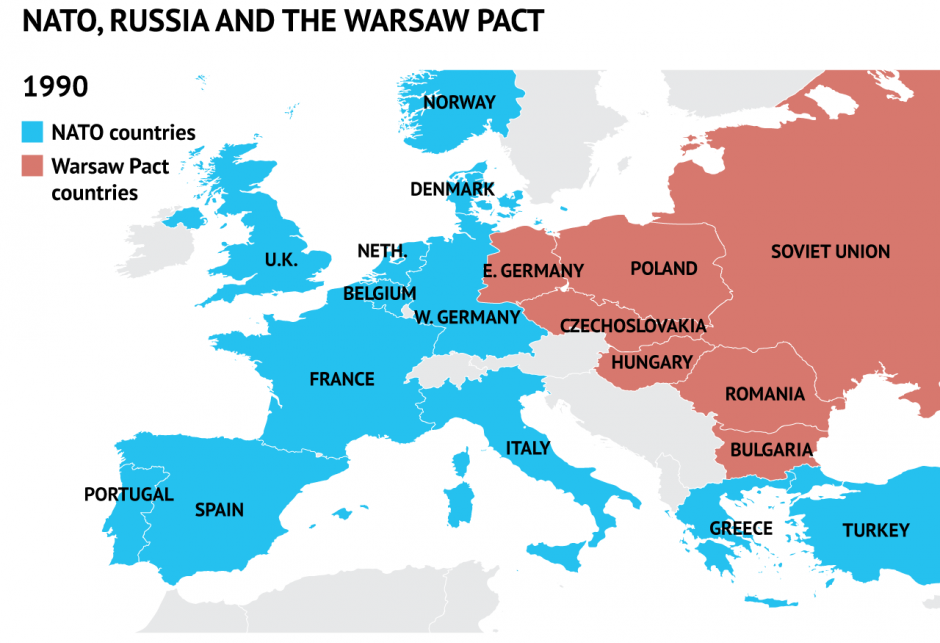 NATO, RUSSIA AND THE WARSAW PACT
1990
NATO countries
Warsaw Pact
countries
NORWAY
DENMARK
NETH.
U.K.
BELGIUM
W. GERMANY
E. GERMANY
POLAND
SOVIET UNION
CZECHOSLOVAKIA
HUNGARY
FRANCE
ROMANIA
ITALY
BULGARIA
PORTUGAL
SPAIN
GREECE
TURKEY